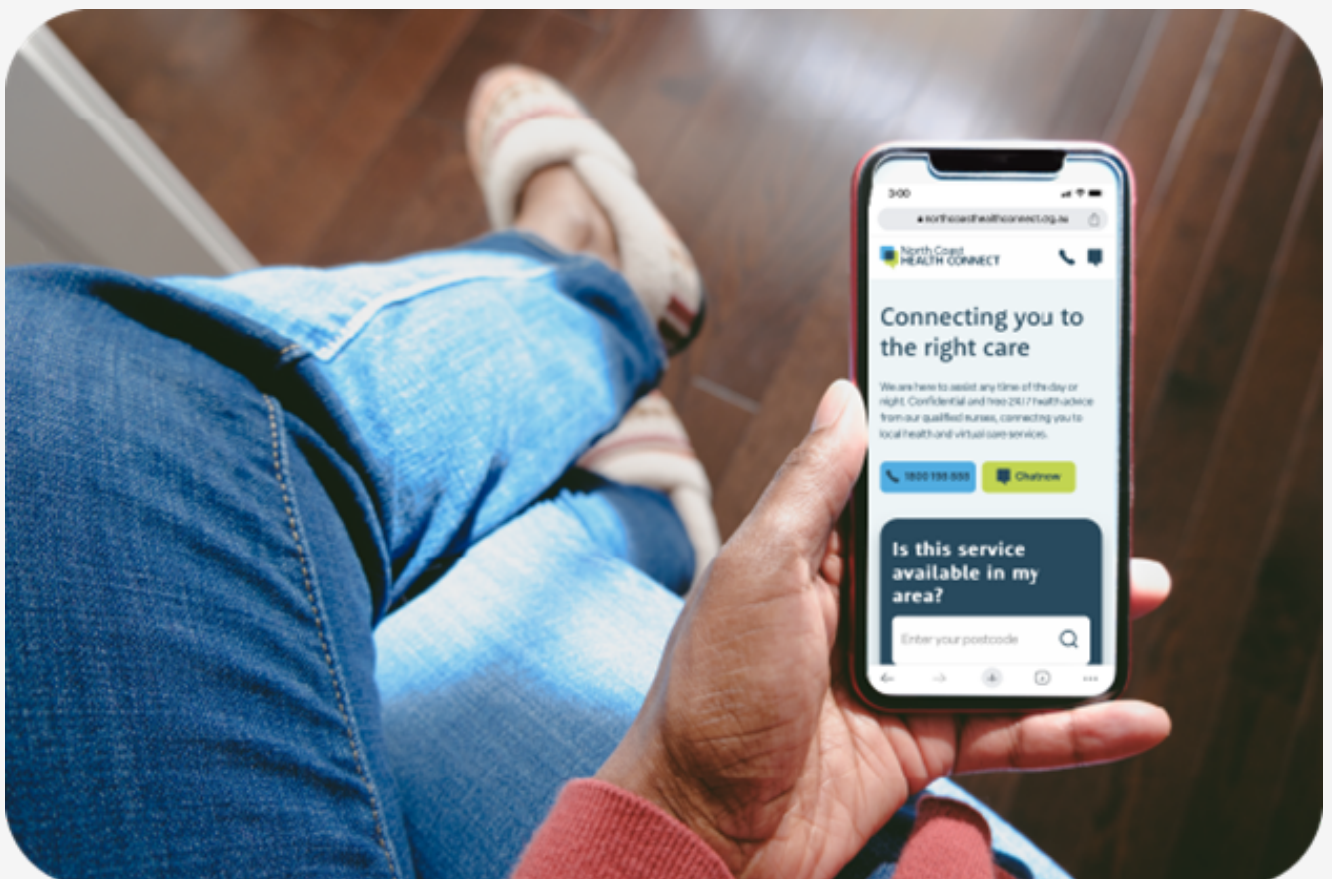 3:00
northcoasthealthconnect.org.au
North Coast
HEALTH CONNECT
Connecting you to
the right care
We are here to assist any time of the day or
night. Confidential and free 24/7 health advice
from our qualified nurses, connecting you to
local health and virtual care services.
1800 198 888
Chat now
Is this service
available in my
area?
Enter your postcode